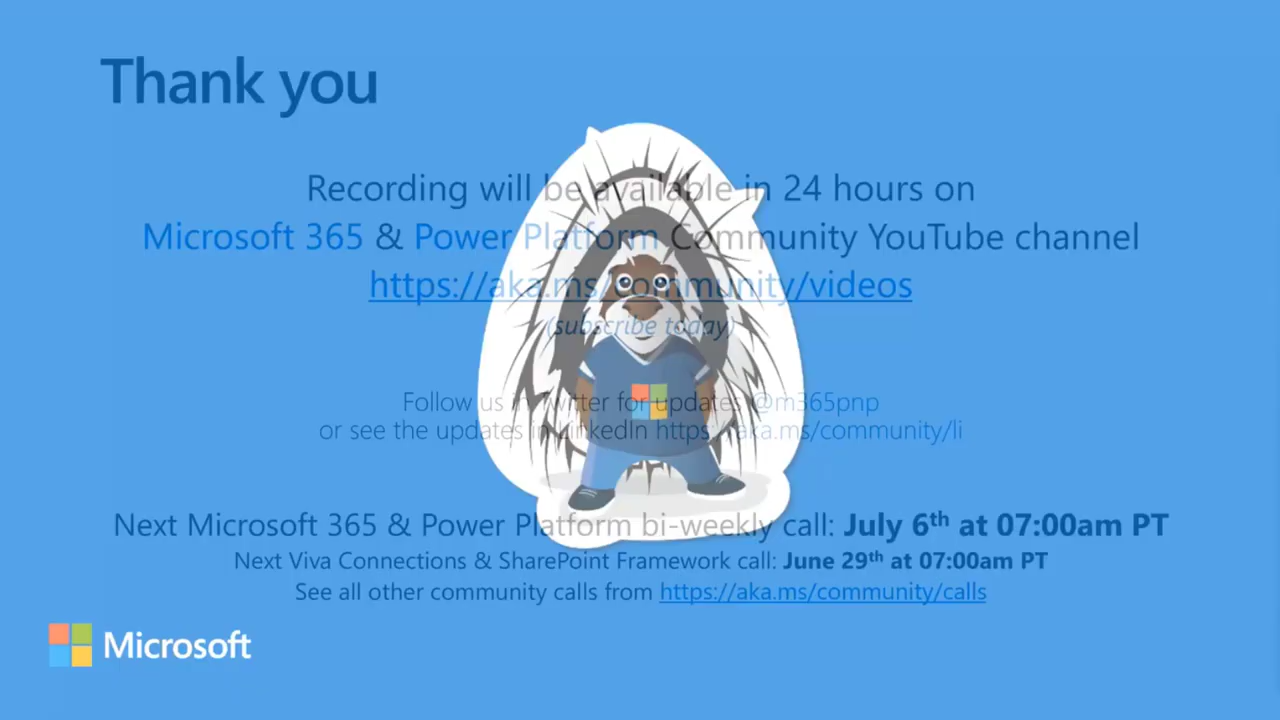 Thank you
Recording will be available in 24 hours on
Microsoft 365 & Power Platform Community YouTube channel
https://aka.ms/community/videos
(subscribe today)
Follow us in Twitter for updates @m365pnp
or see the updates in LinkedIn https://aka.ms/community/li
Next Microsoft 365 & Power Platform bi-weekly call: July 6th at 07:00am PT
Next Viva Connections & SharePoint Framework call: June 29th at 07:00am PT
See all other community calls from https://aka.ms/community/calls
Microsoft